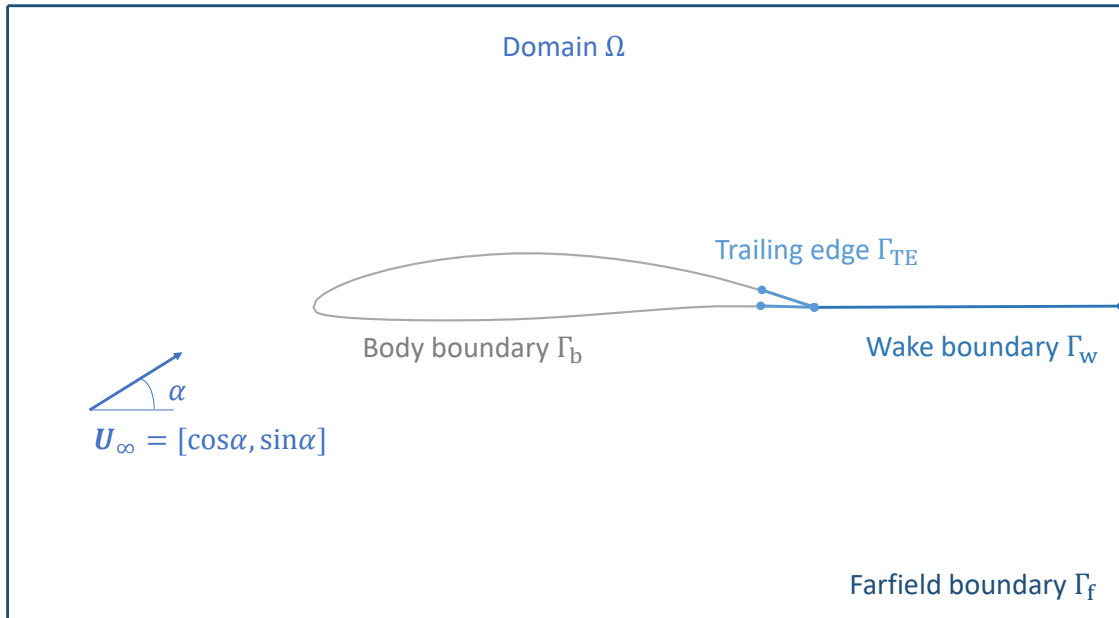 Domain Ω
Trailing edge Γ_TE
Body boundary Γ_b
Wake boundary Γ_w
α
U_∞ = [cosα, sinα]
Farfield boundary Γ_f